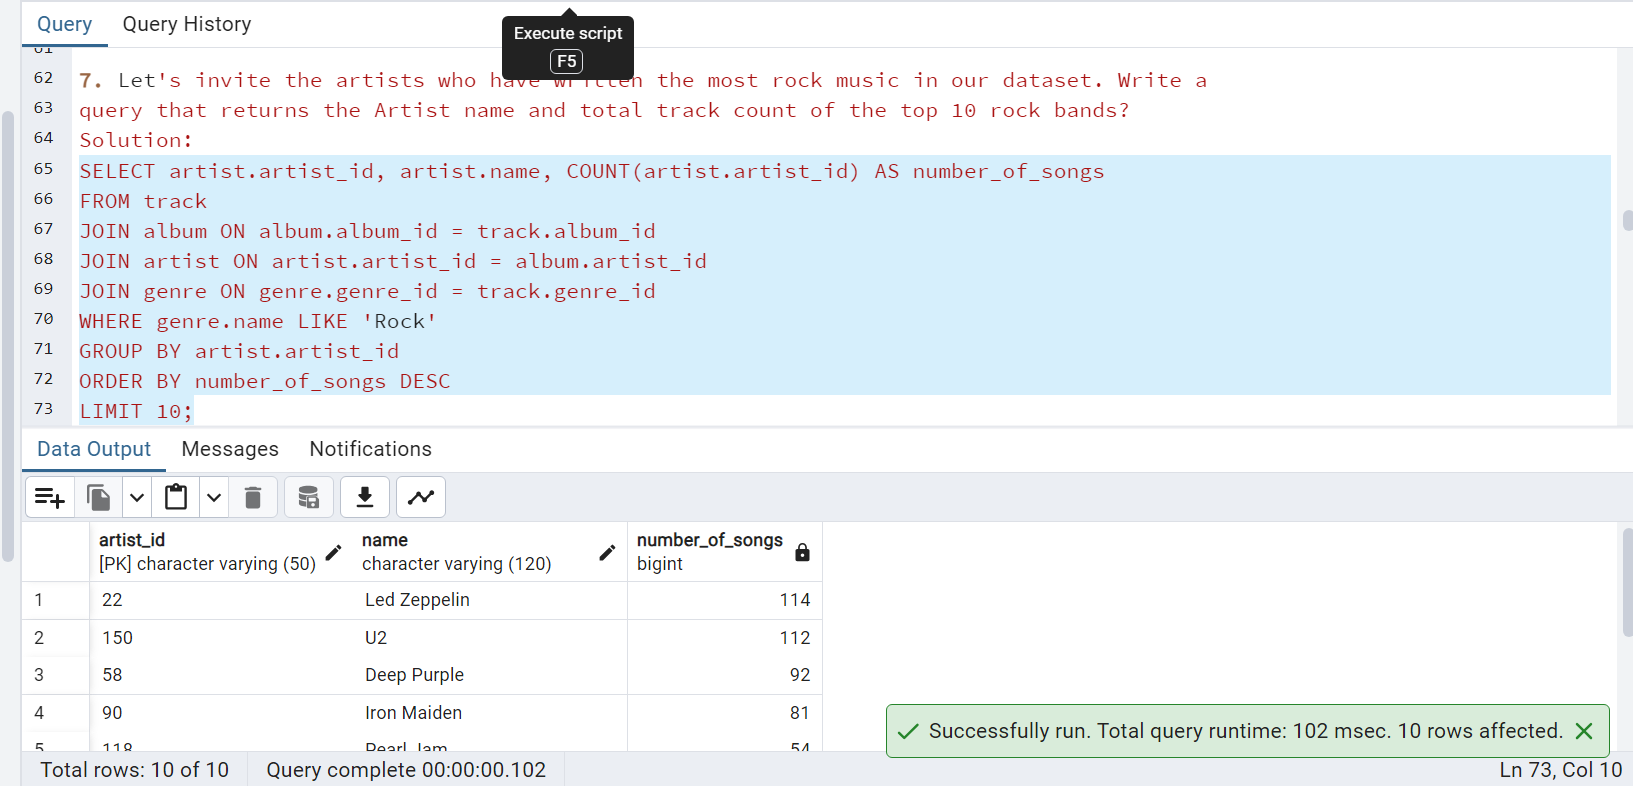 Query Query History
Execute script
F5
61
62 7. Let's invite the artists who have written the most rock music in our dataset. Write a
63 query that returns the Artist name and total track count of the top 10 rock bands?
64 Solution:
65 SELECT artist.artist_id, artist.name, COUNT(artist.artist_id) AS number_of_songs
66 FROM track
67 JOIN album ON album.album_id = track.album_id
68 JOIN artist ON artist.artist_id = album.artist_id
69 JOIN genre ON genre.genre_id = track.genre_id
70 WHERE genre.name LIKE 'Rock'
71 GROUP BY artist.artist_id
72 ORDER BY number_of_songs DESC
73 LIMIT 10;
Data Output Messages Notifications
artist_id name number_of_songs
[PK] character varying (50) character varying (120) bigint
1 22 Led Zeppelin 114
2 150 U2 112
3 58 Deep Purple 92
4 90 Iron Maiden 81
5 118 Pearl Jam 54
Successfully run. Total query runtime: 102 msec. 10 rows affected.
Total rows: 10 of 10 Query complete 00:00:00.102 Ln 73, Col 10